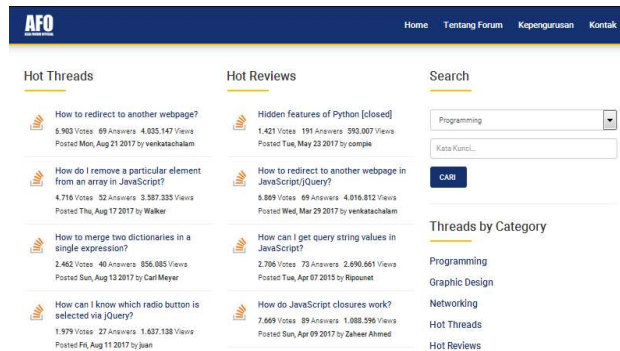 AFO
Home Tentang Forum Kepengurusan Kontak
Hot Threads
How to redirect to another webpage?
6.903 Votes 69 Answers 4.035.147 Views
Posted Mon, Aug 21 2017 by venkatachalam
How do I remove a particular element
from an array in JavaScript?
4.716 Votes 52 Answers 3.587.335 Views
Posted Thu, Aug 17 2017 by Walker
How to merge two dictionaries in a
single expression?
2.462 Votes 40 Answers 856.085 Views
Posted Sun, Aug 13 2017 by Carl Meyer
How can I know which radio button is
selected via jQuery?
1.979 Votes 27 Answers 1.637.138 Views
Posted Fri, Aug 11 2017 by juan
Hot Reviews
Hidden features of Python [closed]
1.421 Votes 191 Answers 593.007 Views
Posted Tue, May 23 2017 by compie
How to redirect to another webpage in
JavaScript/jQuery?
6.869 Votes 69 Answers 4.016.812 Views
Posted Wed, Mar 29 2017 by venkatachalam
How can I get query string values in
JavaScript?
2.706 Votes 73 Answers 2.690.661 Views
Posted Tue, Apr 07 2015 by Ripounet
How do JavaScript closures work?
7.669 Votes 89 Answers 1.088.596 Views
Posted Sun, Apr 09 2017 by Zaheer Ahmed
Search
Programming
Kata Kunci...
CARI
Threads by Category
Programming
Graphic Design
Networking
Hot Threads
Hot Reviews